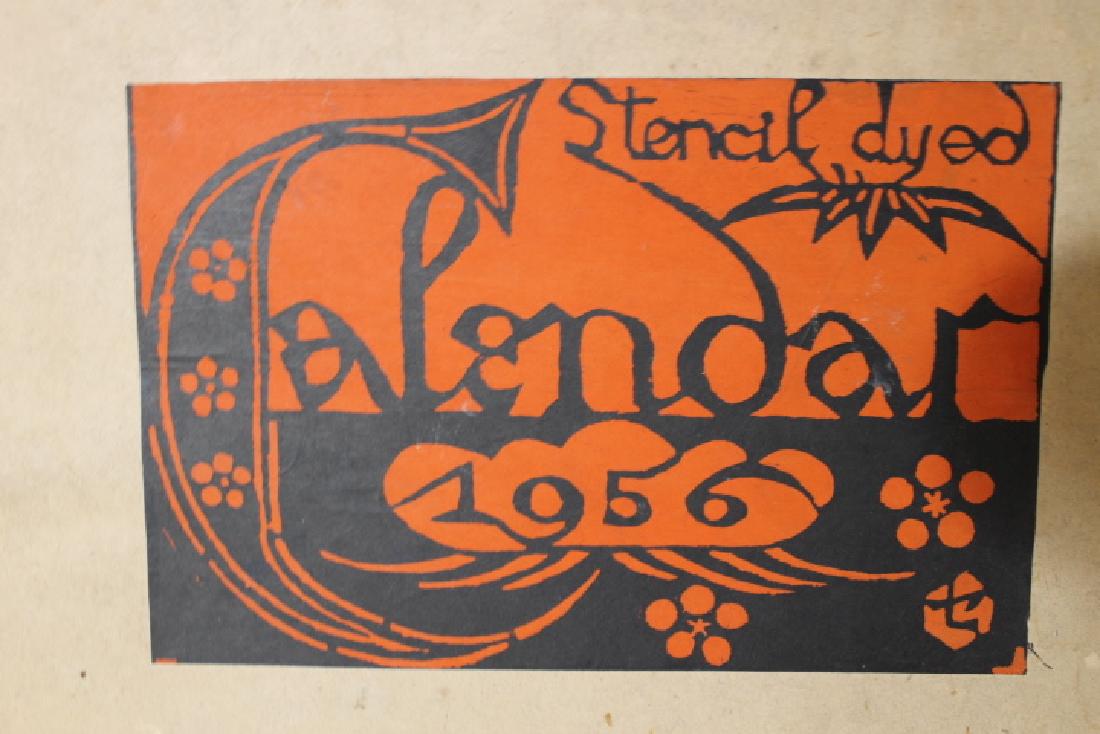 Stencil dyed
Calendar
1956